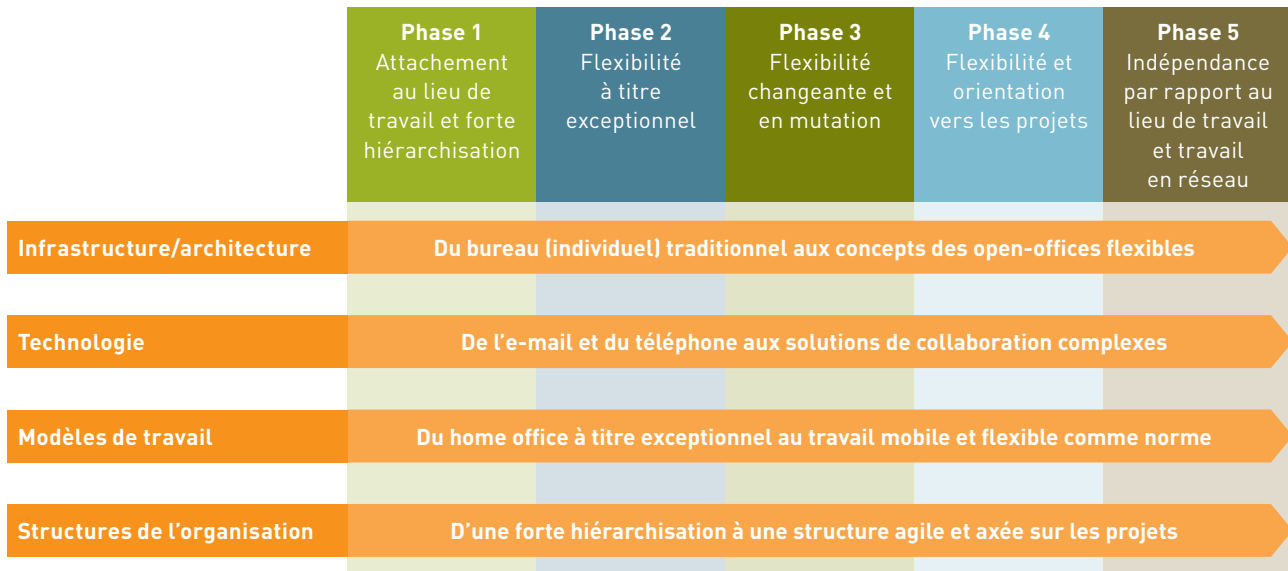 Phase 1
Attachement
au lieu de
travail et forte
hiérarchisation
Phase 2
Flexibilité
à titre
exceptionnel
Phase 3
Flexibilité
changeante et
en mutation
Phase 4
Flexibilité et
orientation
vers les projets
Phase 5
Indépendance
par rapport au
lieu de travail
et travail
en réseau
Infrastructure/architecture
Du bureau (individuel) traditionnel aux concepts des open-offices flexibles
Technologie
De l’e-mail et du téléphone aux solutions de collaboration complexes
Modèles de travail
Du home office à titre exceptionnel au travail mobile et flexible comme norme
Structures de l’organisation
D’une forte hiérarchisation à une structure agile et axée sur les projets